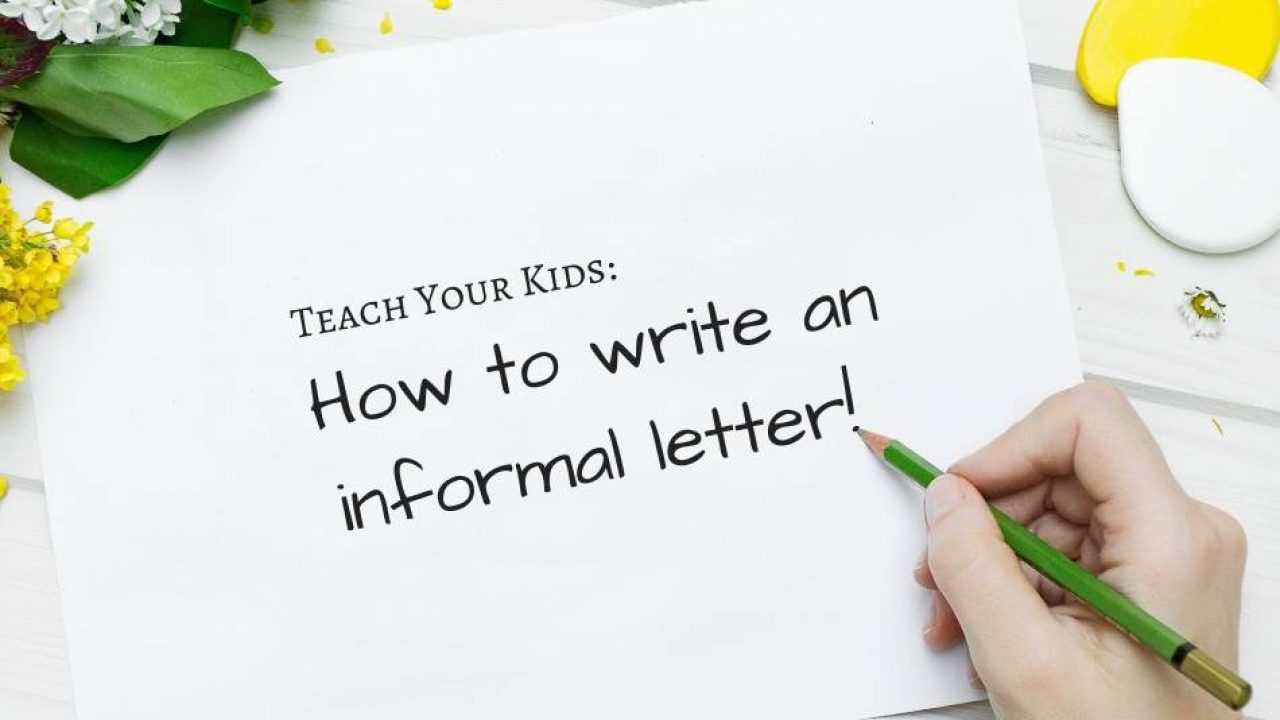 Teach Your Kids:
How to write an
informal letter!